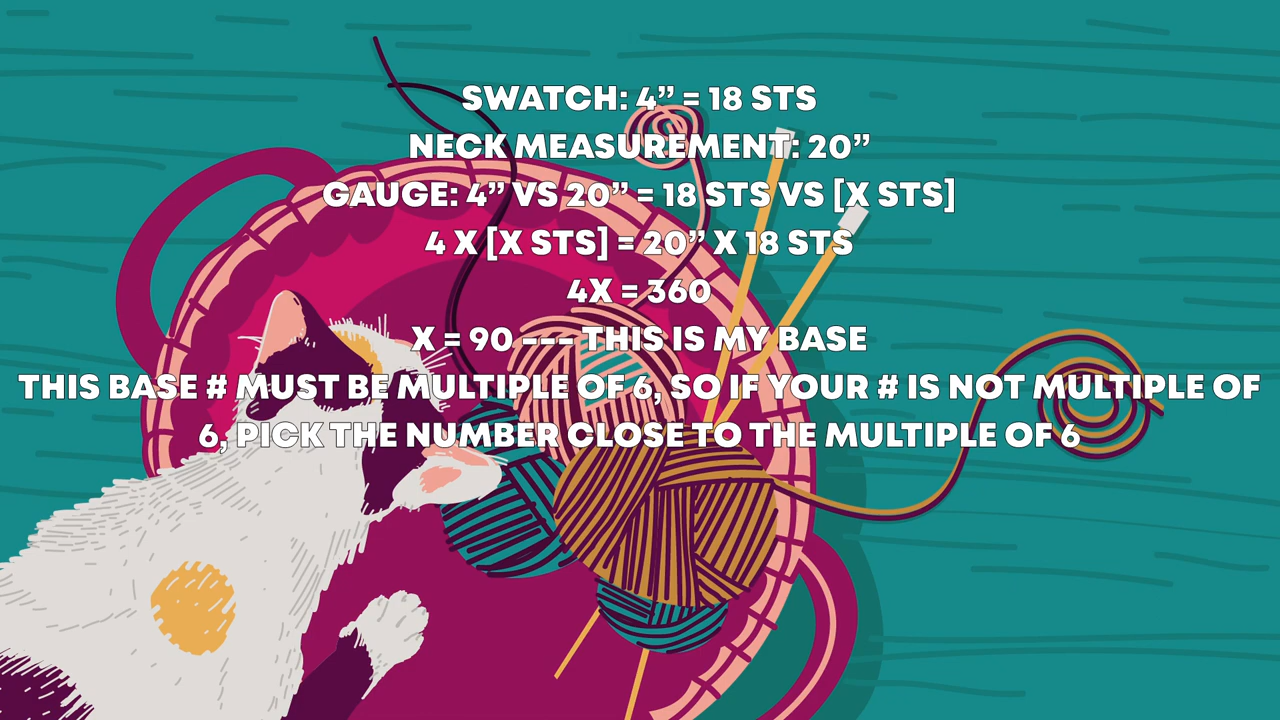 SWATCH: 4” = 18 STS
NECK MEASUREMENT: 20”
GAUGE: 4” VS 20” = 18 STS VS [X STS]
4 X [X STS] = 20” X 18 STS
4X = 360
X = 90 --- THIS IS MY BASE
THIS BASE # MUST BE MULTIPLE OF 6, SO IF YOUR # IS NOT MULTIPLE OF
6, PICK THE NUMBER CLOSE TO THE MULTIPLE OF 6